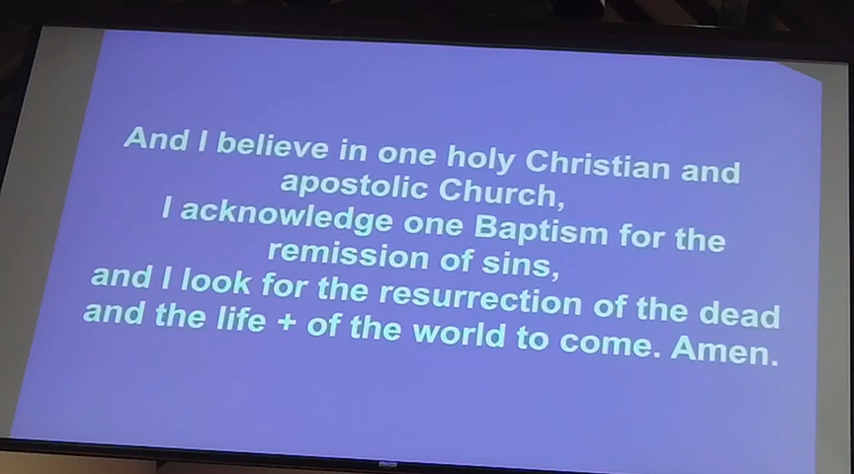 And I believe in one holy Christian and
apostolic Church,
I acknowledge one Baptism for the
remission of sins,
and I look for the resurrection of the dead
and the life + of the world to come. Amen.